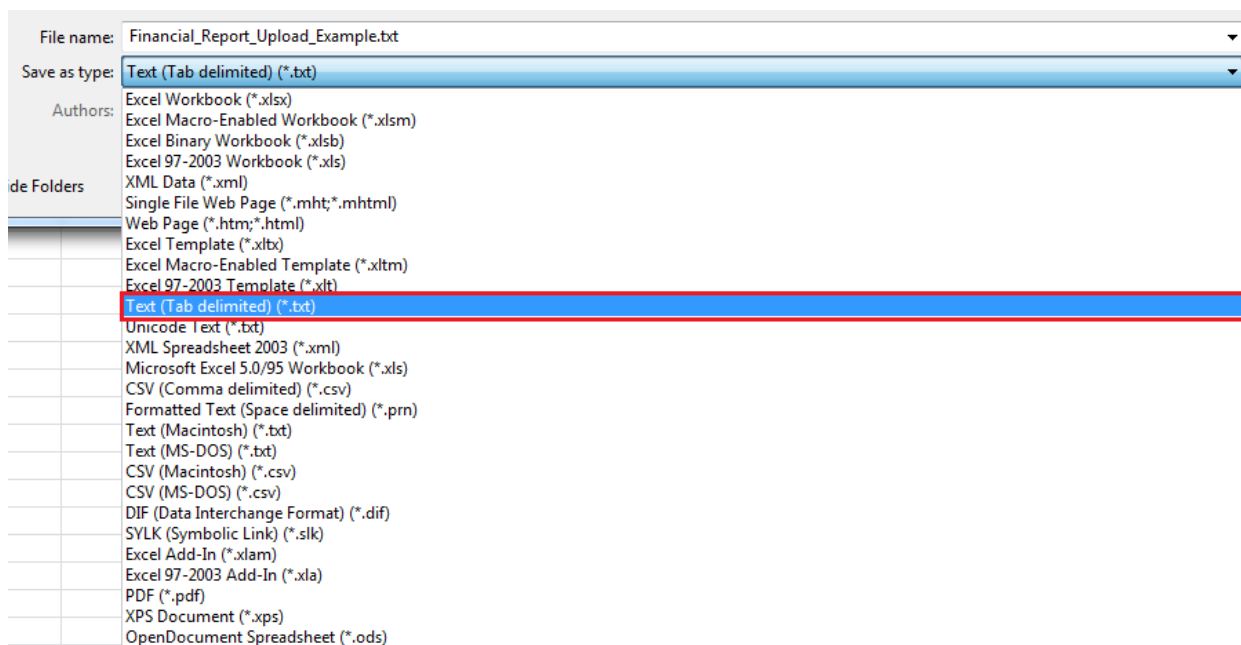 File name: Financial_Report_Upload_Example.txt
Save as type: Text (Tab delimited) (*.txt)
Authors:
Excel Workbook (*.xlsx)
Excel Macro-Enabled Workbook (*.xlsm)
Excel Binary Workbook (*.xlsb)
Excel 97-2003 Workbook (*.xls)
XML Data (*.xml)
ide Folders
Single File Web Page (*.mht;*.mhtml)
Web Page (*.htm;*.html)
Excel Template (*.xltx)
Excel Macro-Enabled Template (*.xltm)
Excel 97-2003 Template (*.xlt)
Text (Tab delimited) (*.txt)
Unicode Text (*.txt)
XML Spreadsheet 2003 (*.xml)
Microsoft Excel 5.0/95 Workbook (*.xls)
CSV (Comma delimited) (*.csv)
Formatted Text (Space delimited) (*.prn)
Text (Macintosh) (*.txt)
Text (MS-DOS) (*.txt)
CSV (Macintosh) (*.csv)
CSV (MS-DOS) (*.csv)
DIF (Data Interchange Format) (*.dif)
SYLK (Symbolic Link) (*.slk)
Excel Add-In (*.xlam)
Excel 97-2003 Add-In (*.xla)
PDF (*.pdf)
XPS Document (*.xps)
OpenDocument Spreadsheet (*.ods)